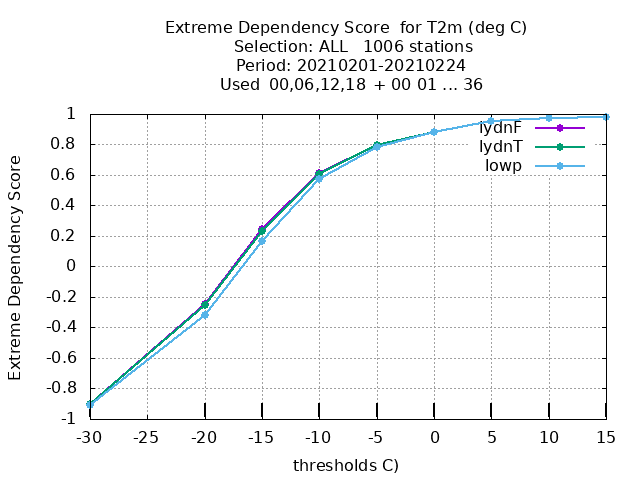 Extreme Dependency Score  for T2m (deg C)
Selection: ALL   1006 stations
Period: 20210201-20210224
Used  00,06,12,18  + 00 01 ... 36
Extreme Dependency Score
1
0.8
0.6
0.4
0.2
0
-0.2
-0.4
-0.6
-0.8
-1
lydnF
lydnT
lowp
-30
-25
-20
-15
-10
-5
0
5
10
15
thresholds C)